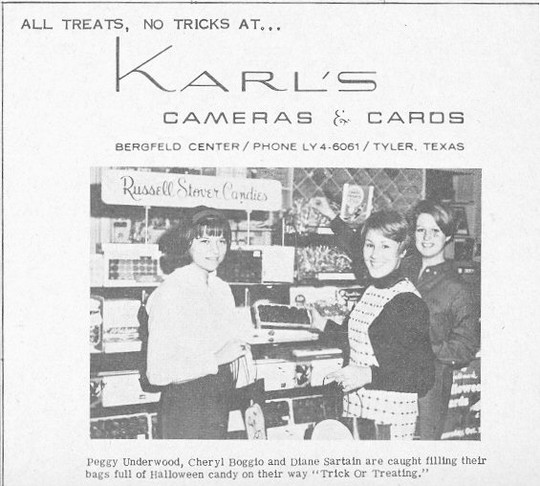 ALL TREATS, NO TRICKS AT...
KARL'S
CAMERAS & CARDS
BERGFELD CENTER / PHONE LY 4-6061 / TYLER, TEXAS
Russell Stover Candies
Peggy Underwood, Cheryl Boggio and Diane Sartain are caught filling their
bags full of Halloween candy on their way "Trick Or Treating."